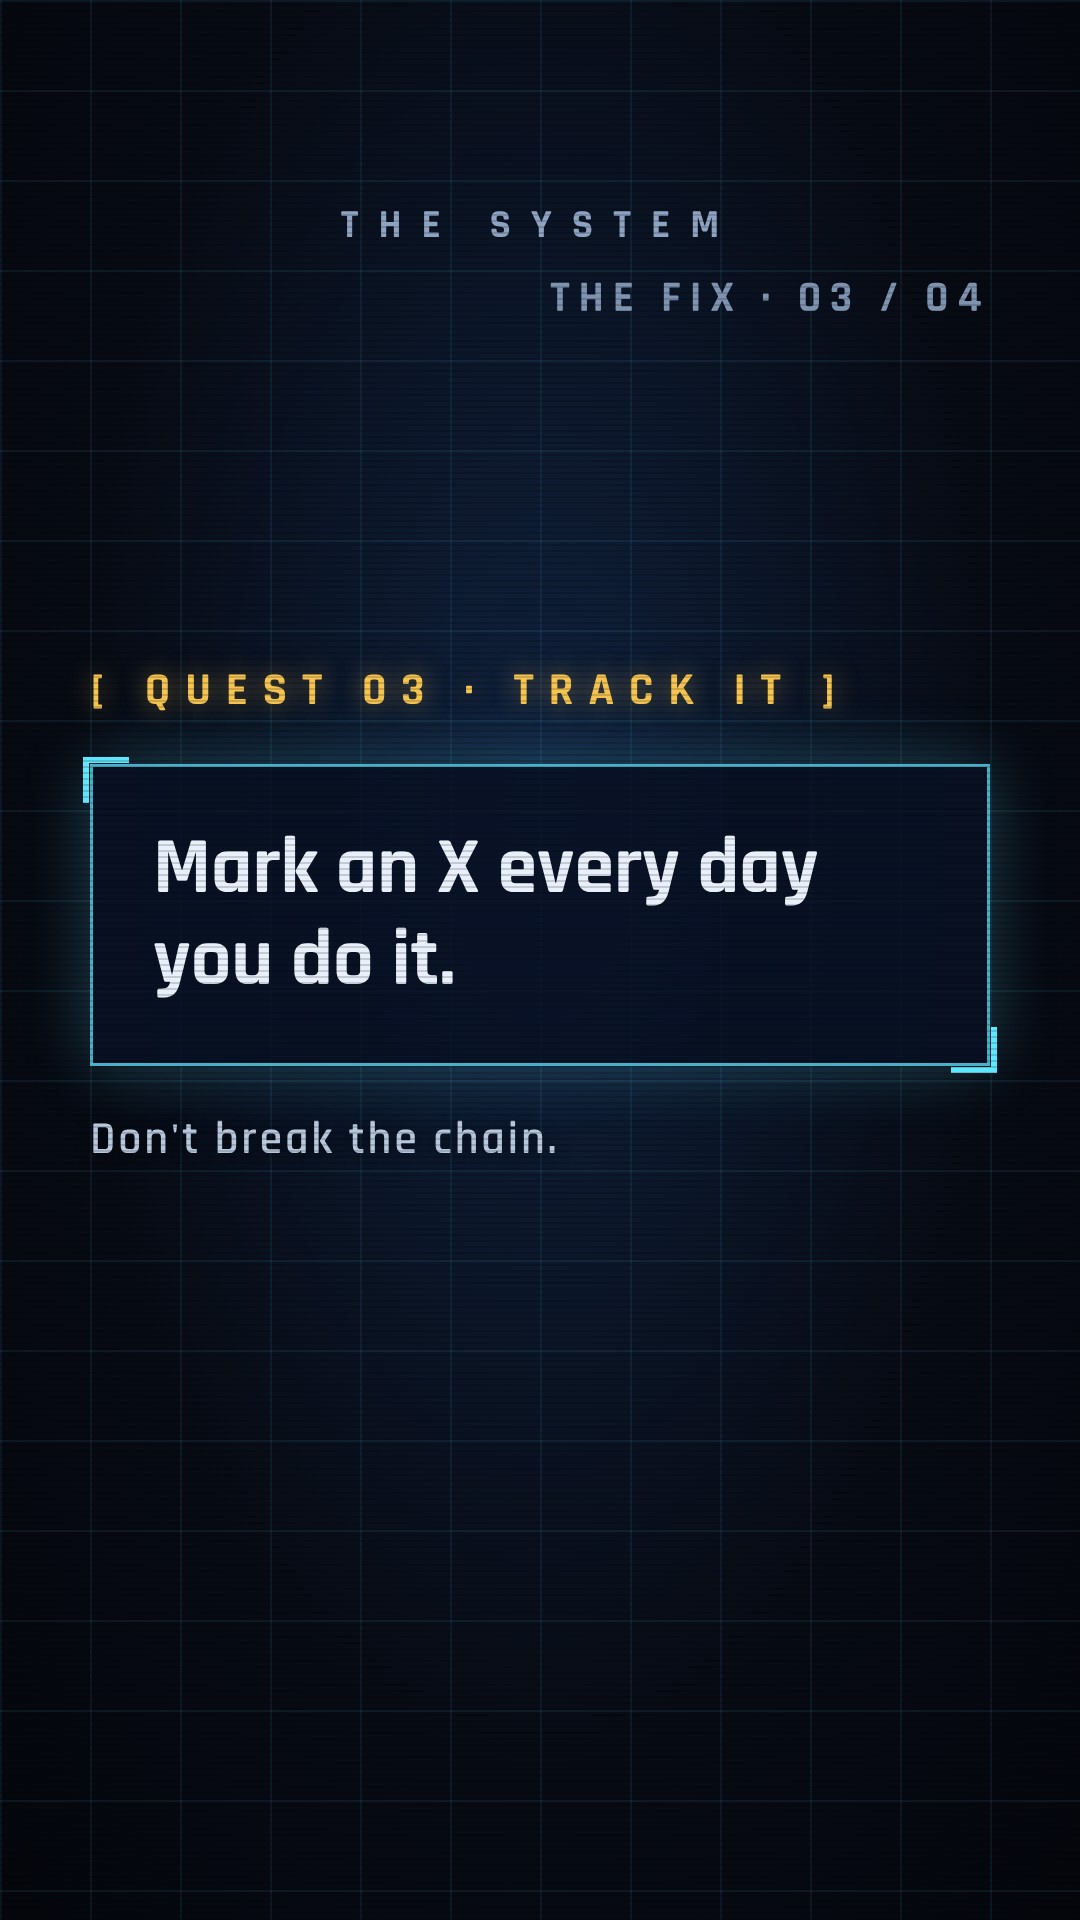 THE SYSTEM
THE FIX · 03 / 04
[ QUEST 03 · TRACK IT ]
Mark an X every day
you do it.
Don't break the chain.